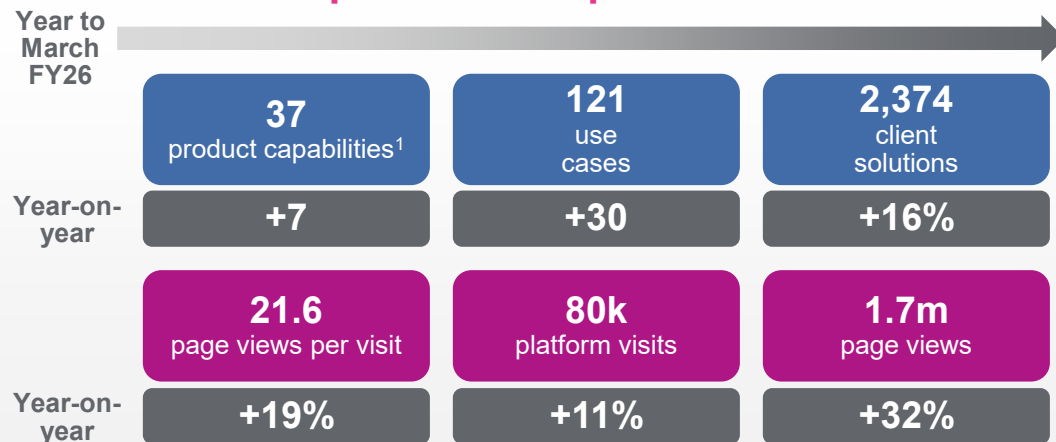 Year to
March
FY26
37
product capabilities¹
121
use
cases
2,374
client
solutions
Year-on-
year
+7
+30
+16%
21.6
page views per visit
80k
platform visits
1.7m
page views
Year-on-
year
+19%
+11%
+32%